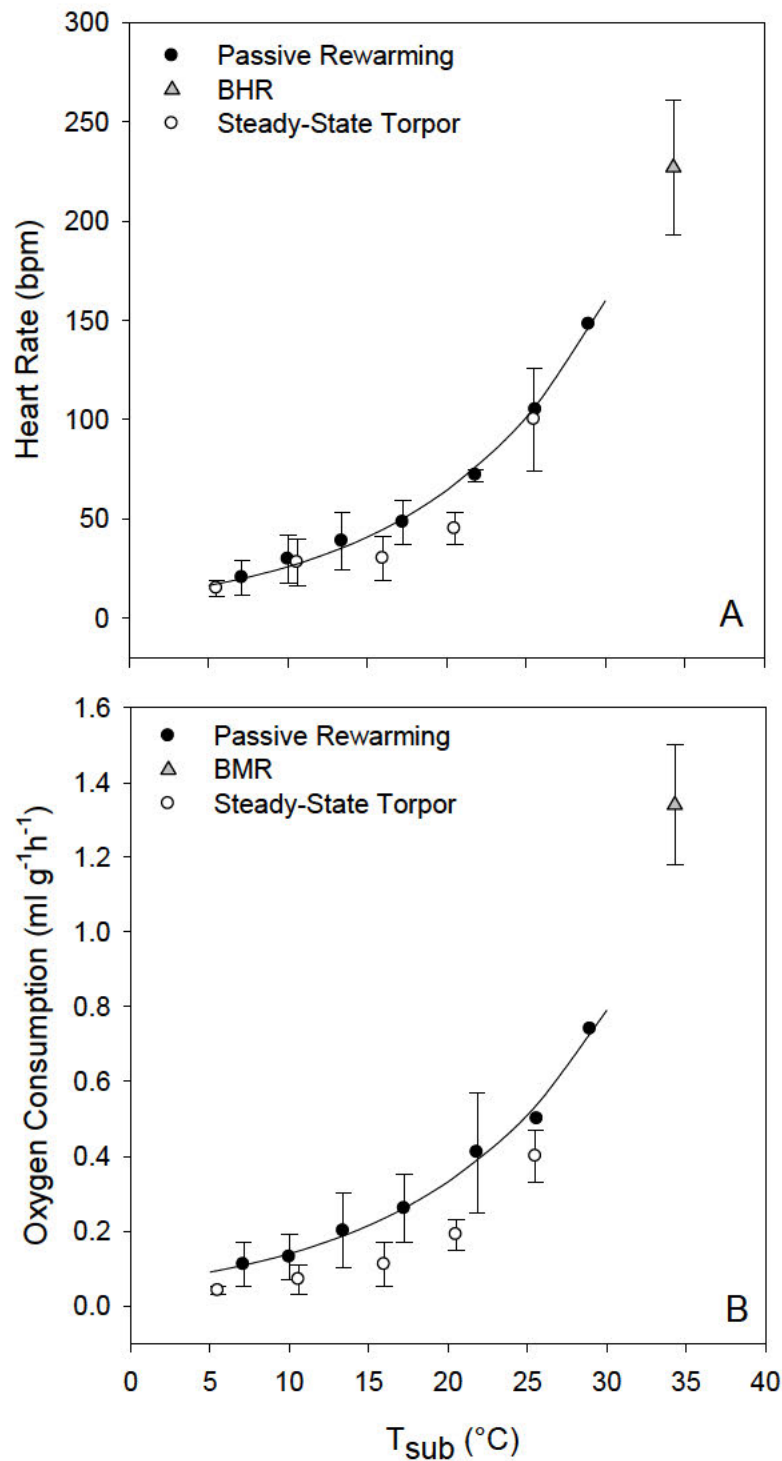 300
250
200
150
100
50
0
Heart Rate (bpm)
Passive Rewarming
BHR
Steady-State Torpor
A
1.6
1.4
1.2
1.0
0.8
0.6
0.4
0.2
0.0
Oxygen Consumption (ml g⁻¹h⁻¹)
Passive Rewarming
BMR
Steady-State Torpor
B
0 5 10 15 20 25 30 35 40
Tsub (°C)